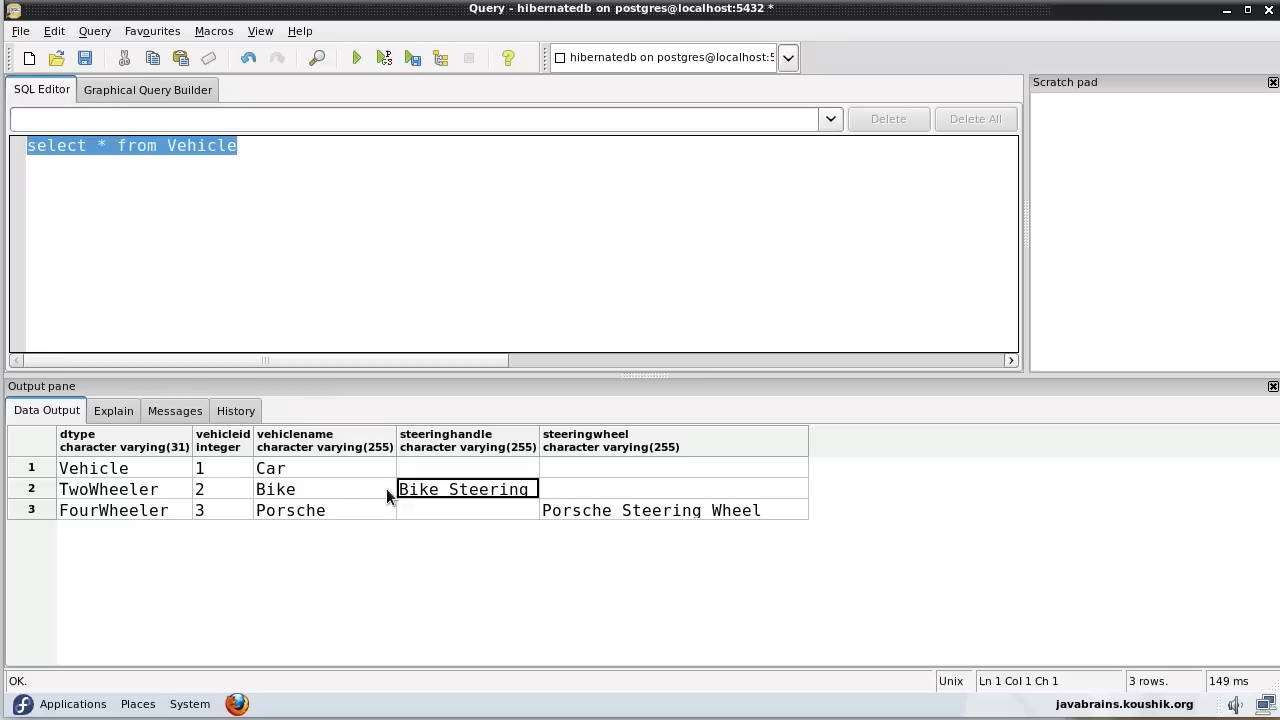 Query - hibernatedb on postgres@localhost:5432 *
File Edit Query Favourites Macros View Help
hibernatedb on postgres@localhost:5
SQL Editor Graphical Query Builder
Scratch pad
Delete Delete All
select * from Vehicle
Output pane
Data Output Explain Messages History
dtype vehicleid vehiclename steeringhandle steeringwheel
character varying(31) integer character varying(255) character varying(255) character varying(255)
1 Vehicle 1 Car
2 TwoWheeler 2 Bike Bike Steering
3 FourWheeler 3 Porsche Porsche Steering Wheel
OK. Unix Ln 1 Col 1 Ch 1 3 rows. 149 ms
Applications Places System javabrains.koushik.org